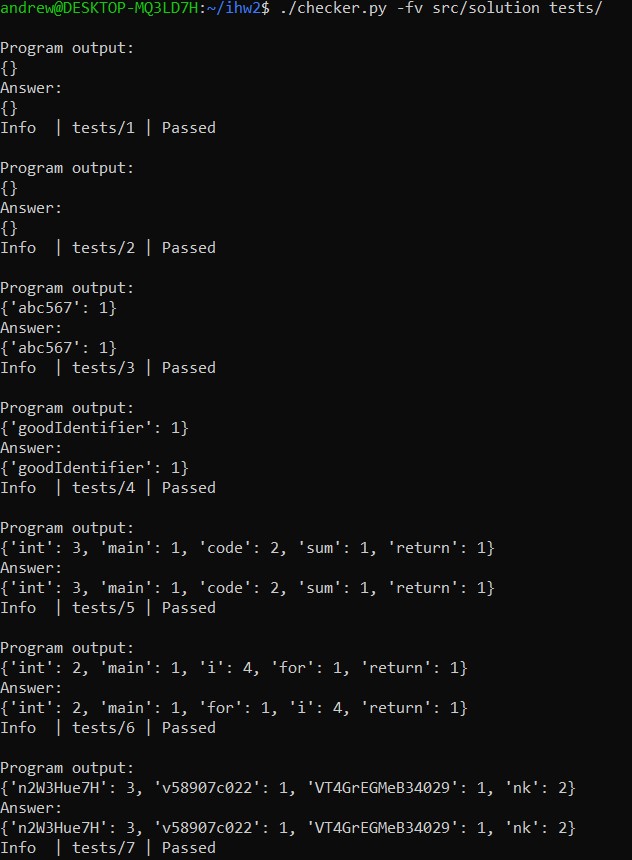 andrew@DESKTOP-MQ3LD7H:~/ihw2$ ./checker.py -fv src/solution tests/
Program output:
{}
Answer:
{}
Info  | tests/1 | Passed
Program output:
{}
Answer:
{}
Info  | tests/2 | Passed
Program output:
{'abc567': 1}
Answer:
{'abc567': 1}
Info  | tests/3 | Passed
Program output:
{'goodIdentifier': 1}
Answer:
{'goodIdentifier': 1}
Info  | tests/4 | Passed
Program output:
{'int': 3, 'main': 1, 'code': 2, 'sum': 1, 'return': 1}
Answer:
{'int': 3, 'main': 1, 'code': 2, 'sum': 1, 'return': 1}
Info  | tests/5 | Passed
Program output:
{'int': 2, 'main': 1, 'i': 4, 'for': 1, 'return': 1}
Answer:
{'int': 2, 'main': 1, 'for': 1, 'i': 4, 'return': 1}
Info  | tests/6 | Passed
Program output:
{'n2W3Hue7H': 3, 'v58907c022': 1, 'VT4GrEGMeB34029': 1, 'nk': 2}
Answer:
{'n2W3Hue7H': 3, 'v58907c022': 1, 'VT4GrEGMeB34029': 1, 'nk': 2}
Info  | tests/7 | Passed